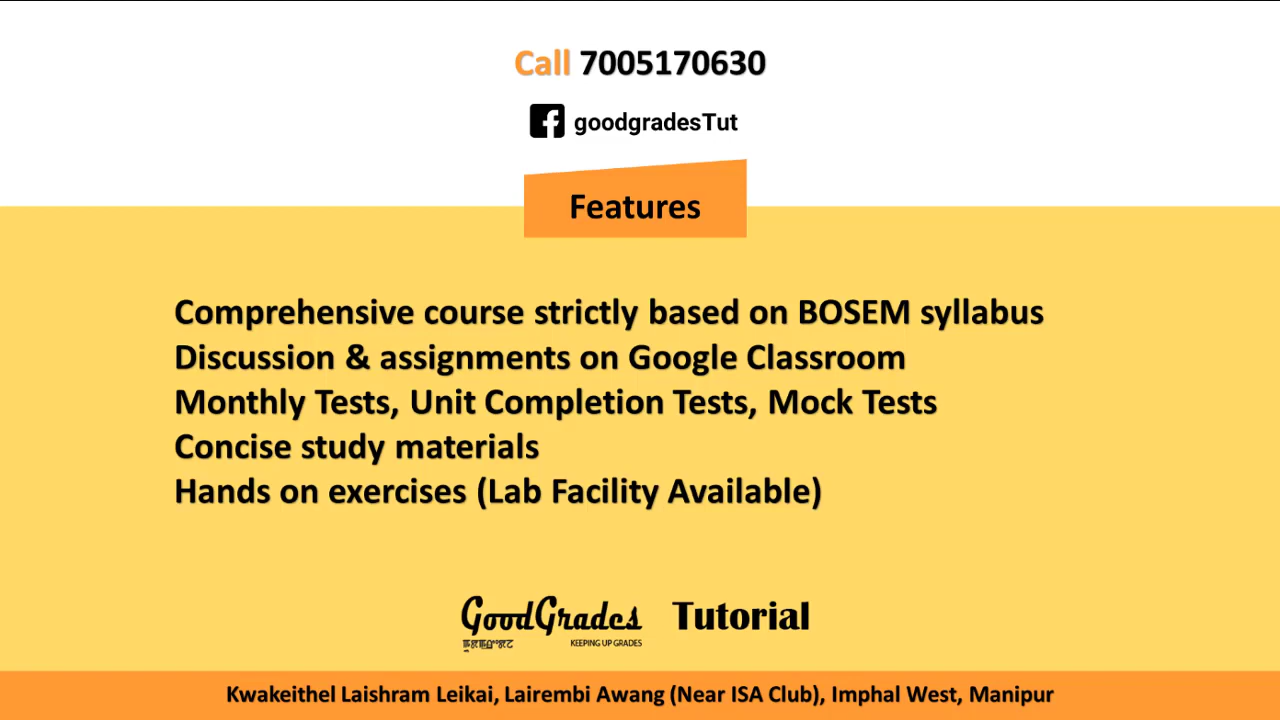 Call 7005170630
goodgradesTut
Features
Comprehensive course strictly based on BOSEM syllabus
Discussion & assignments on Google Classroom
Monthly Tests, Unit Completion Tests, Mock Tests
Concise study materials
Hands on exercises (Lab Facility Available)
GoodGrades Tutorial
KEEPING UP GRADES
Kwakeithel Laishram Leikai, Lairembi Awang (Near ISA Club), Imphal West, Manipur